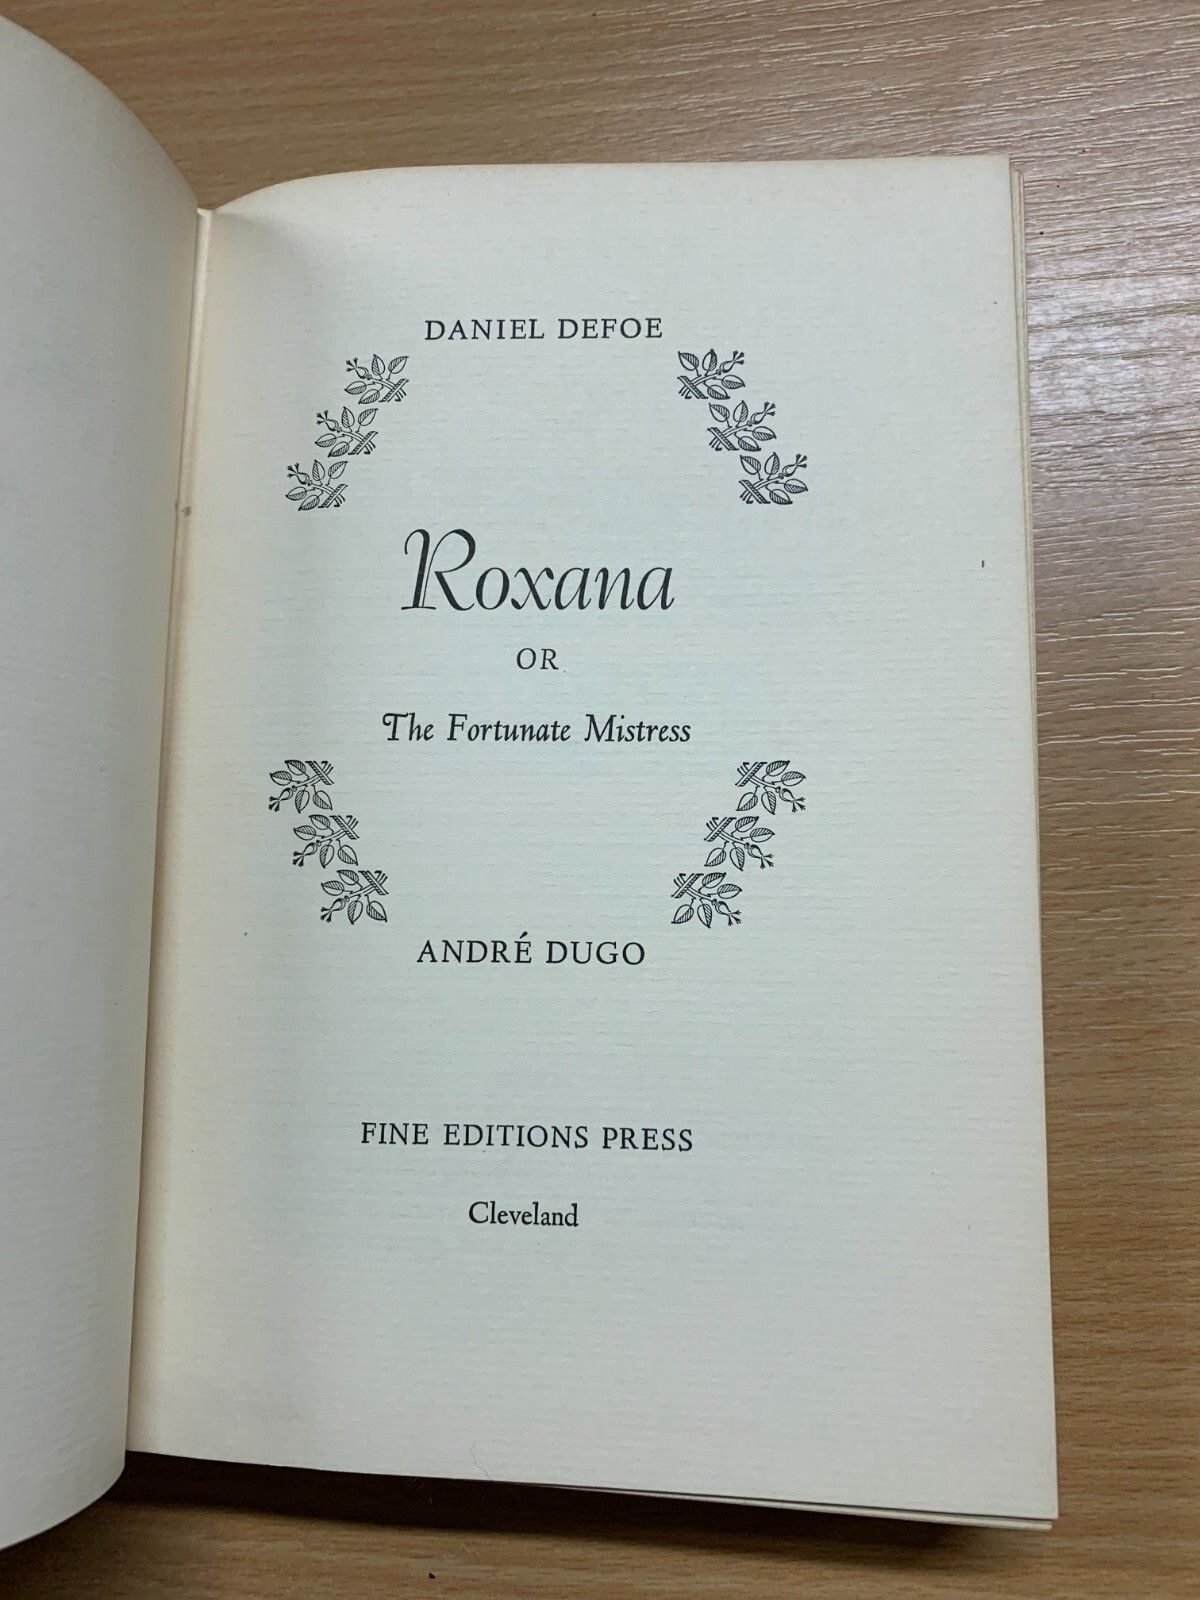 DANIEL DEFOE
Roxana
OR
The Fortunate Mistress
ANDRÉ DUGO
FINE EDITIONS PRESS
Cleveland